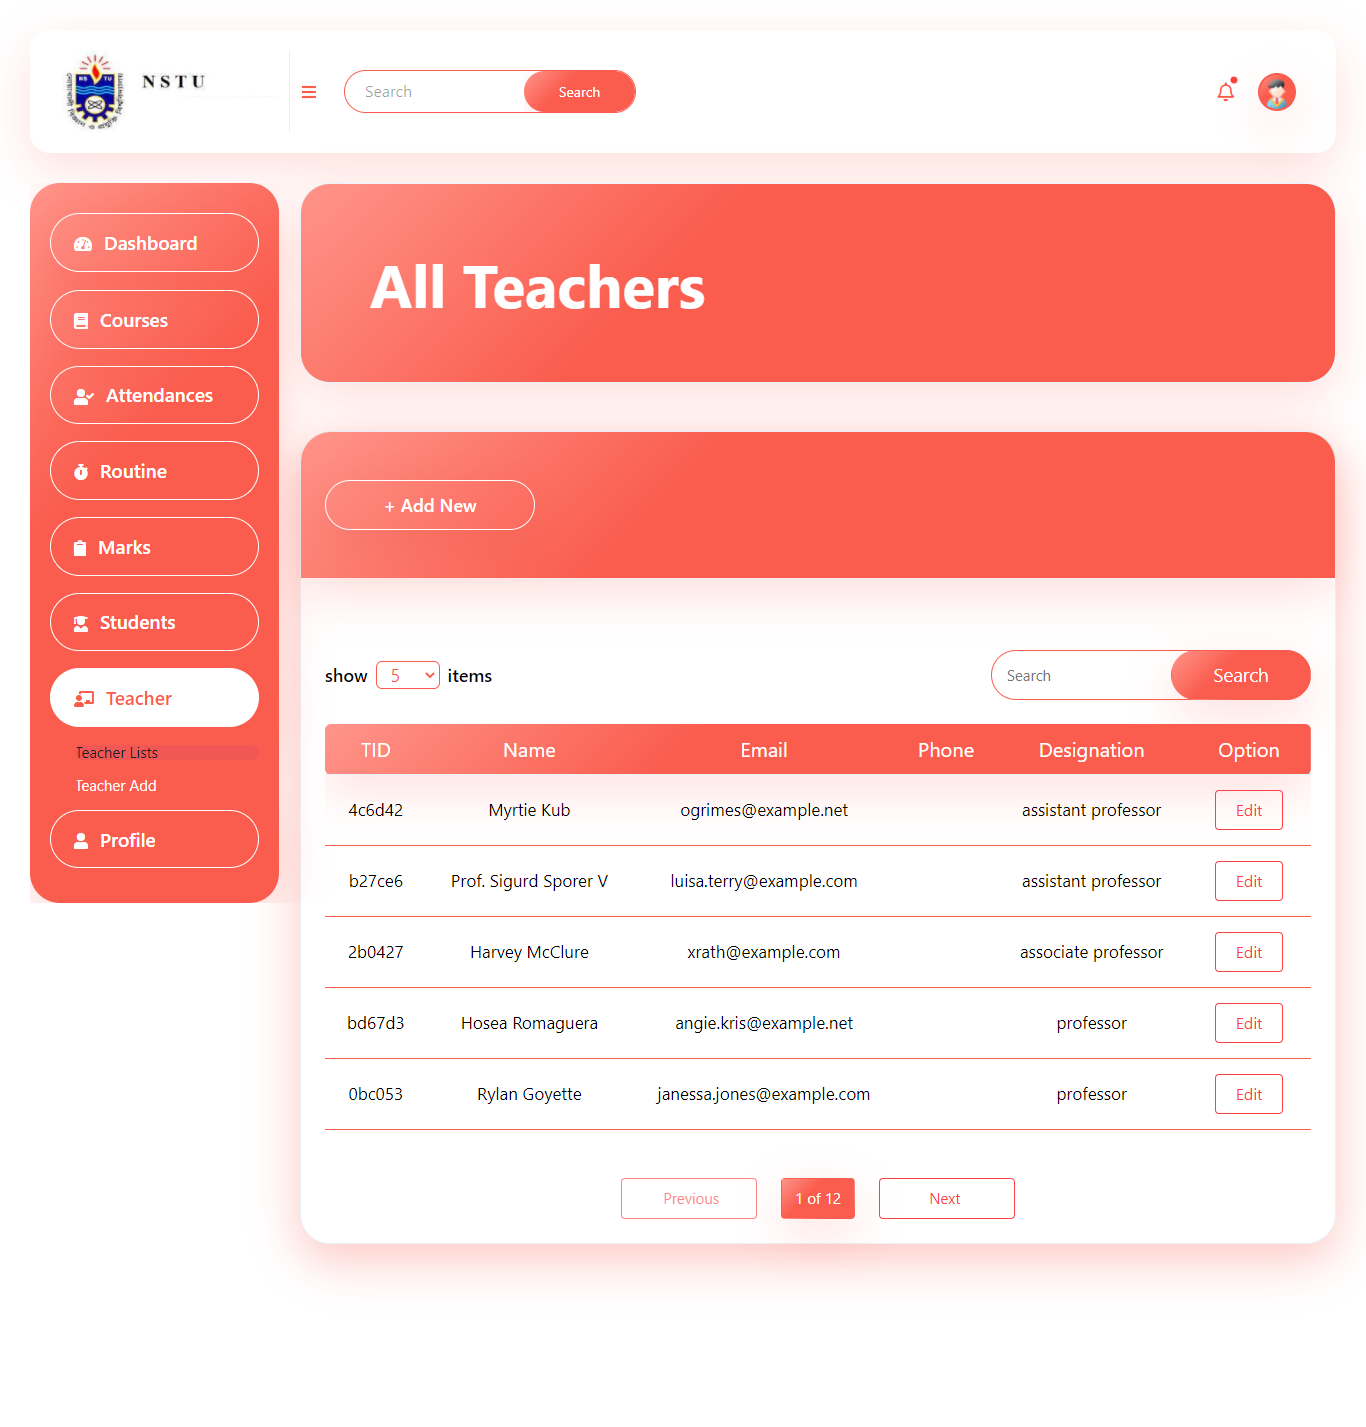 NSTU
Search
Search
Dashboard
Courses
Attendances
Routine
Marks
Students
Teacher
Teacher Lists
Teacher Add
Profile
All Teachers
+ Add New
show 5 items
Search
Search
TID Name Email Phone Designation Option
4c6d42 Myrtie Kub ogrimes@example.net assistant professor Edit
b27ce6 Prof. Sigurd Sporer V luisa.terry@example.com assistant professor Edit
2b0427 Harvey McClure xrath@example.com associate professor Edit
bd67d3 Hosea Romaguera angie.kris@example.net professor Edit
0bc053 Rylan Goyette janessa.jones@example.com professor Edit
Previous 1 of 12 Next